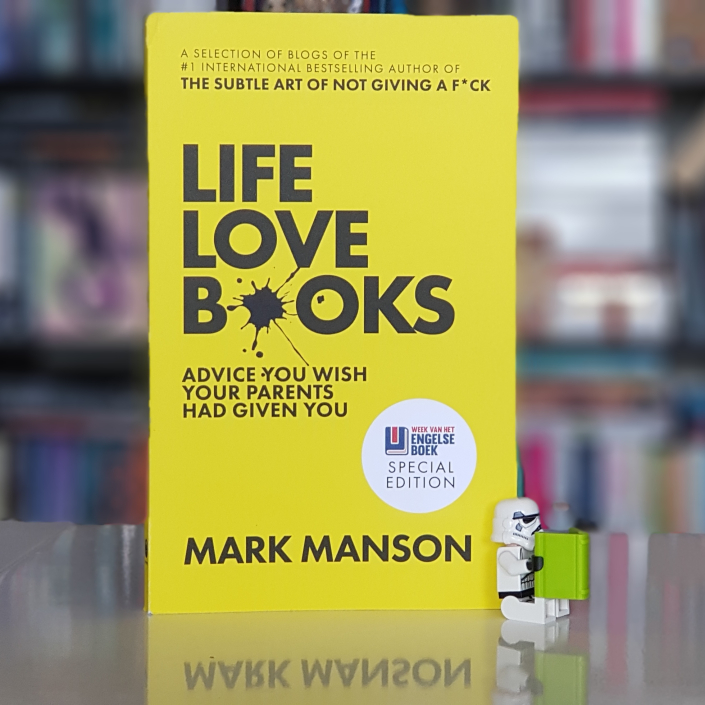 A SELECTION OF BLOGS OF THE
#1 INTERNATIONAL BESTSELLING AUTHOR OF
THE SUBTLE ART OF NOT GIVING A F*CK
LIFE
LOVE
BOOKS
ADVICE YOU WISH
YOUR PARENTS
HAD GIVEN YOU
WEEK VAN HET
ENGELSE
BOEK
SPECIAL
EDITION
MARK MANSON